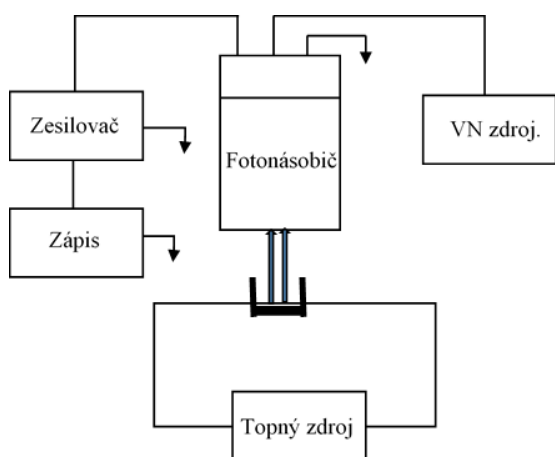 Zesilovač
VN zdroj.
Fotonásobič
Zápis
Topný zdroj